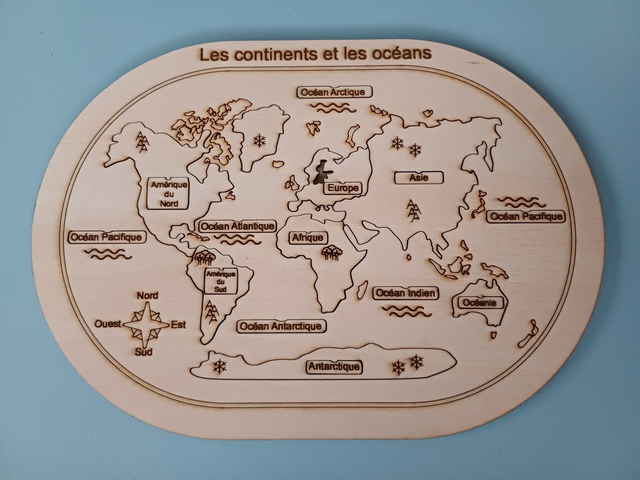 Les continents et les océans
Océan Arctique
Amérique
du
Nord
Europe
Asie
Océan Pacifique
Océan Atlantique
Océan Pacifique
Afrique
Amérique
du
Sud
Océan Indien
Océanie
Nord
Ouest
Est
Sud
Océan Antarctique
Antarctique